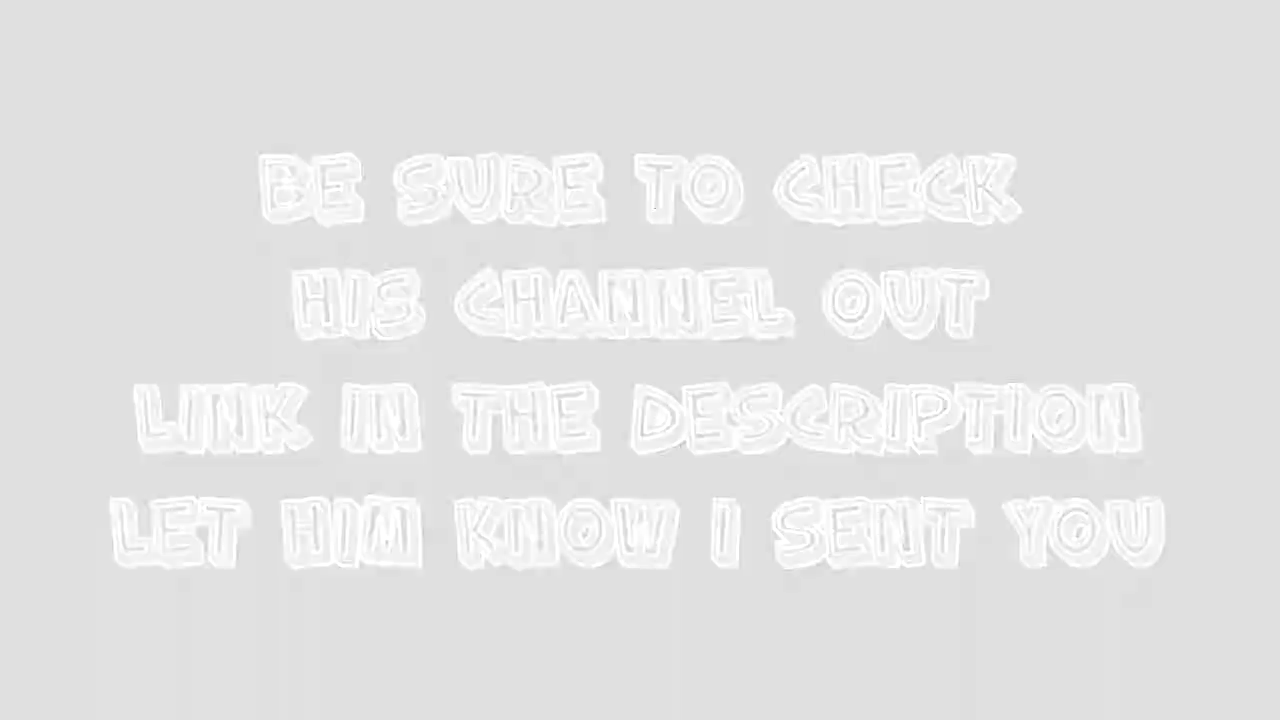 BE SURE TO CHECK
HIS CHANNEL OUT
LINK IN THE DESCRIPTION
LET HIM KNOW I SENT YOU